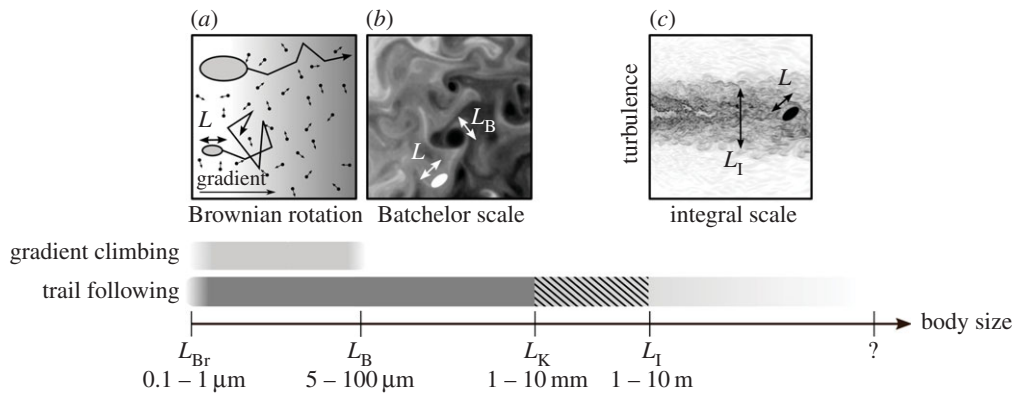 (a)
(b)
(c)
L
gradient
L_B
L
turbulence
L
L_I
Brownian rotation
Batchelor scale
integral scale
gradient climbing
trail following
body size
L_Br
L_B
L_K
L_I
?
0.1 – 1 µm
5 – 100 µm
1 – 10 mm
1 – 10 m